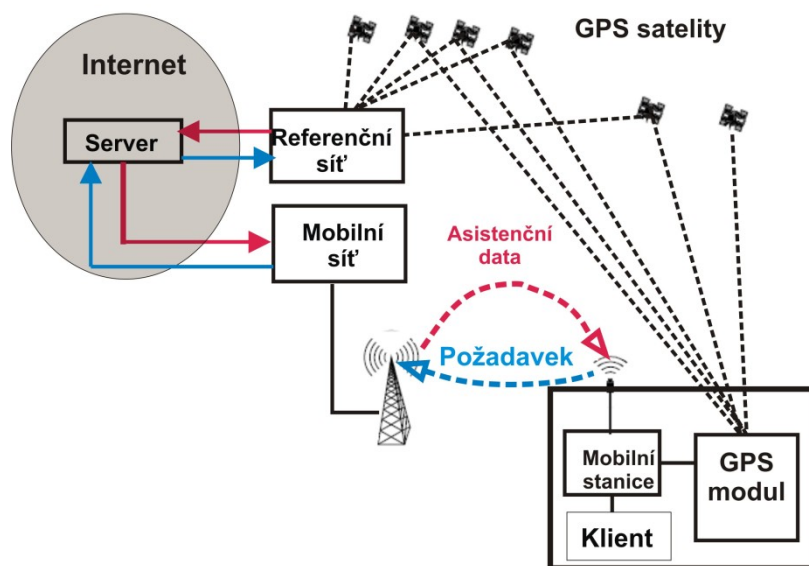 GPS satelity
Internet
Server
Referenční
síť
Mobilní
síť
Asistenční
data
Požadavek
Mobilní
stanice
GPS
modul
Klient